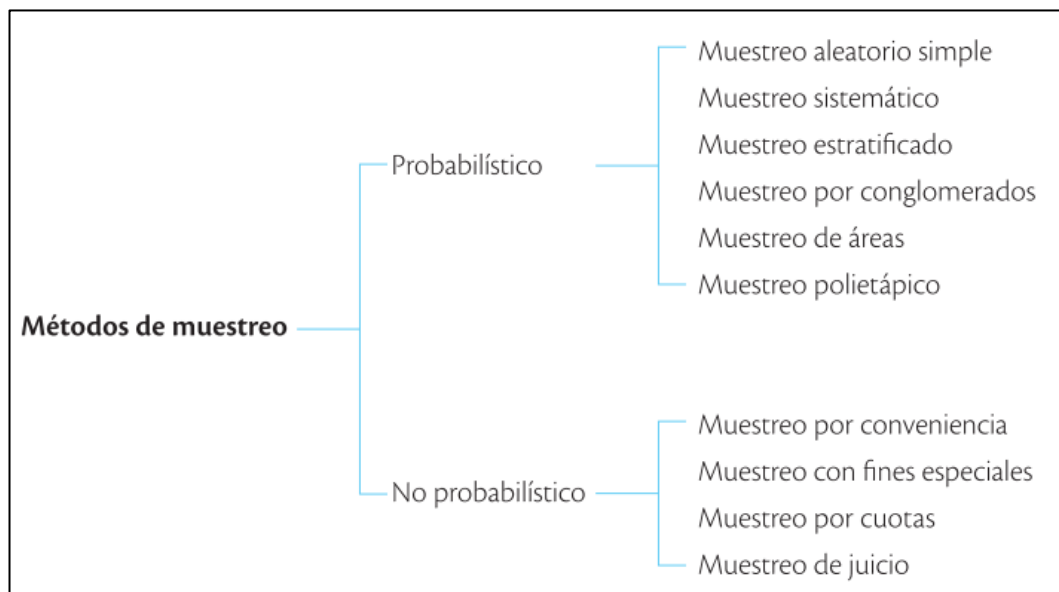 Métodos de muestreo
Probabilístico
Muestreo aleatorio simple
Muestreo sistemático
Muestreo estratificado
Muestreo por conglomerados
Muestreo de áreas
Muestreo polietápico
No probabilístico
Muestreo por conveniencia
Muestreo con fines especiales
Muestreo por cuotas
Muestreo de juicio